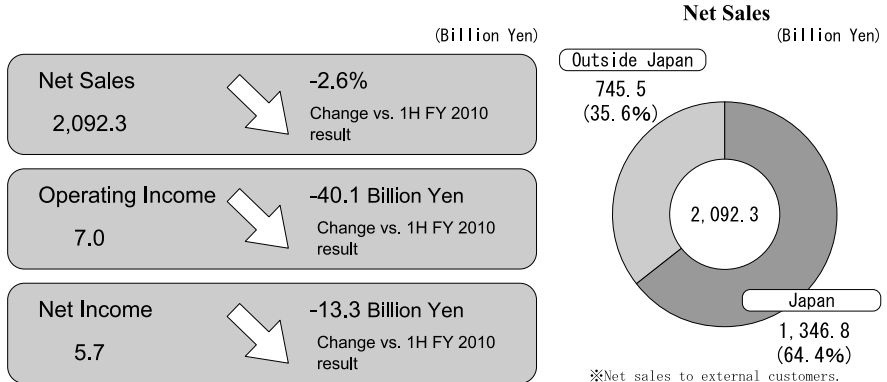 (Billion Yen)
Net Sales
2,092.3
-2.6%
Change vs. 1H FY 2010
result
Operating Income
7.0
-40.1 Billion Yen
Change vs. 1H FY 2010
result
Net Income
5.7
-13.3 Billion Yen
Change vs. 1H FY 2010
result
Net Sales
(Billion Yen)
Outside Japan
745.5
(35.6%)
2,092.3
Japan
1,346.8
(64.4%)
※Net sales to external customers.